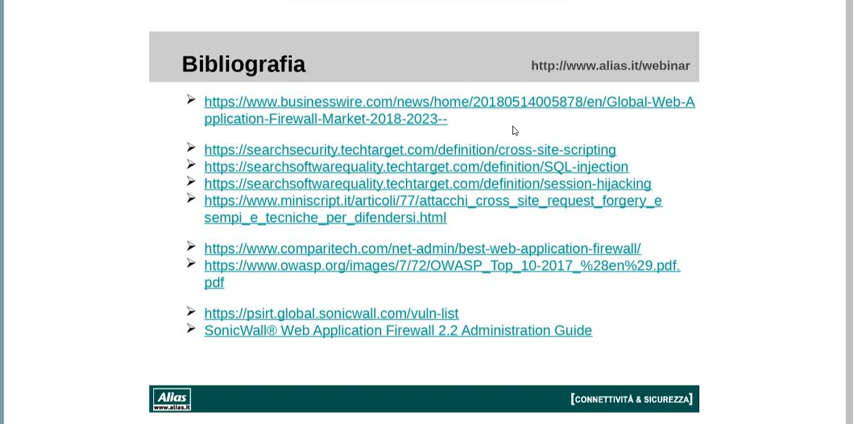 Bibliografia
http://www.alias.it/webinar
https://www.businesswire.com/news/home/20180514005878/en/Global-Web-A
pplication-Firewall-Market-2018-2023--
https://searchsecurity.techtarget.com/definition/cross-site-scripting
https://searchsoftwarequality.techtarget.com/definition/SQL-injection
https://searchsoftwarequality.techtarget.com/definition/session-hijacking
https://www.miniscript.it/articoli/77/attacchi_cross_site_request_forgery_e
sempi_e_tecniche_per_difendersi.html
https://www.comparitech.com/net-admin/best-web-application-firewall/
https://www.owasp.org/images/7/72/OWASP_Top_10-2017_%28en%29.pdf.
pdf
https://psirt.global.sonicwall.com/vuln-list
SonicWall® Web Application Firewall 2.2 Administration Guide
Alias
www.alias.it
[CONNETTIVITÀ & SICUREZZA]